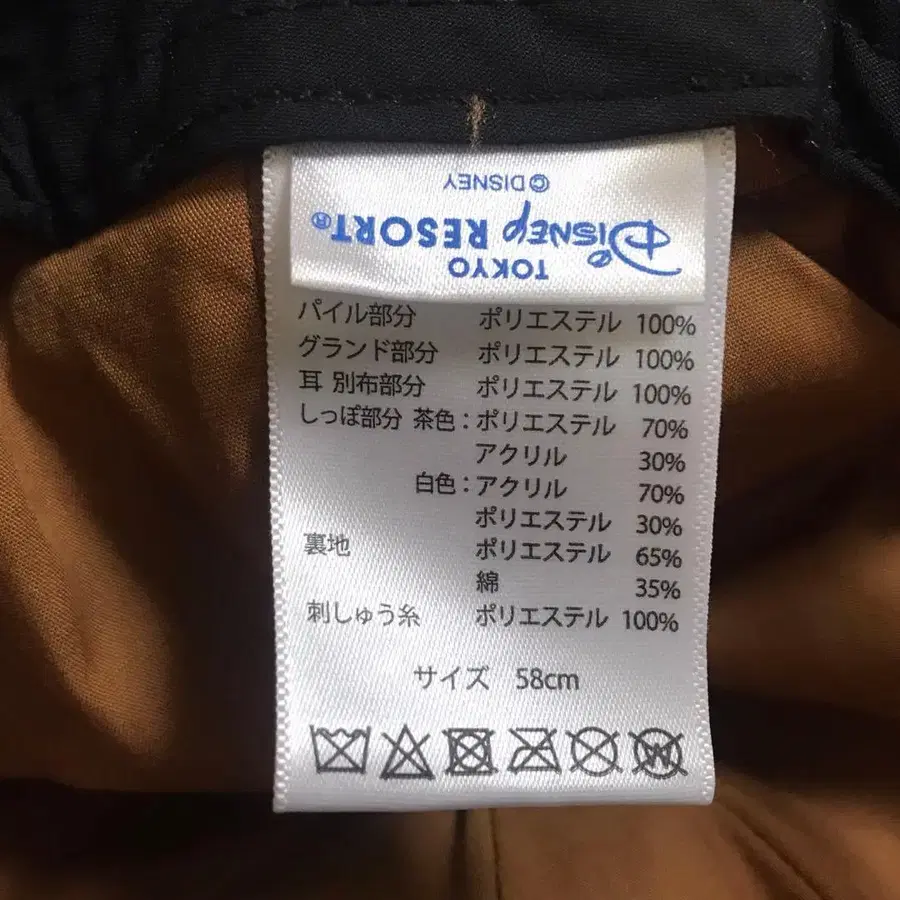 © DISNEY
Disney RESORT®
TOKYO
パイル部分 ポリエステル 100%
グランド部分 ポリエステル 100%
耳 別布部分 ポリエステル 100%
しっぽ部分 茶色：ポリエステル 70%
アクリル 30%
白色：アクリル 70%
ポリエステル 30%
裏地 ポリエステル 65%
綿 35%
刺しゅう糸 ポリエステル 100%
サイズ 58cm